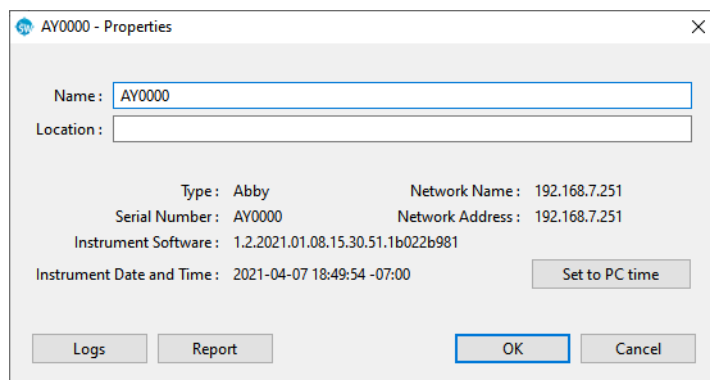 SW AY0000 - Properties
Name : AY0000
Location :
Type : Abby Network Name : 192.168.7.251
Serial Number : AY0000 Network Address : 192.168.7.251
Instrument Software : 1.2.2021.01.08.15.30.51.1b022b981
Instrument Date and Time : 2021-04-07 18:49:54 -07:00 Set to PC time
Logs Report OK Cancel